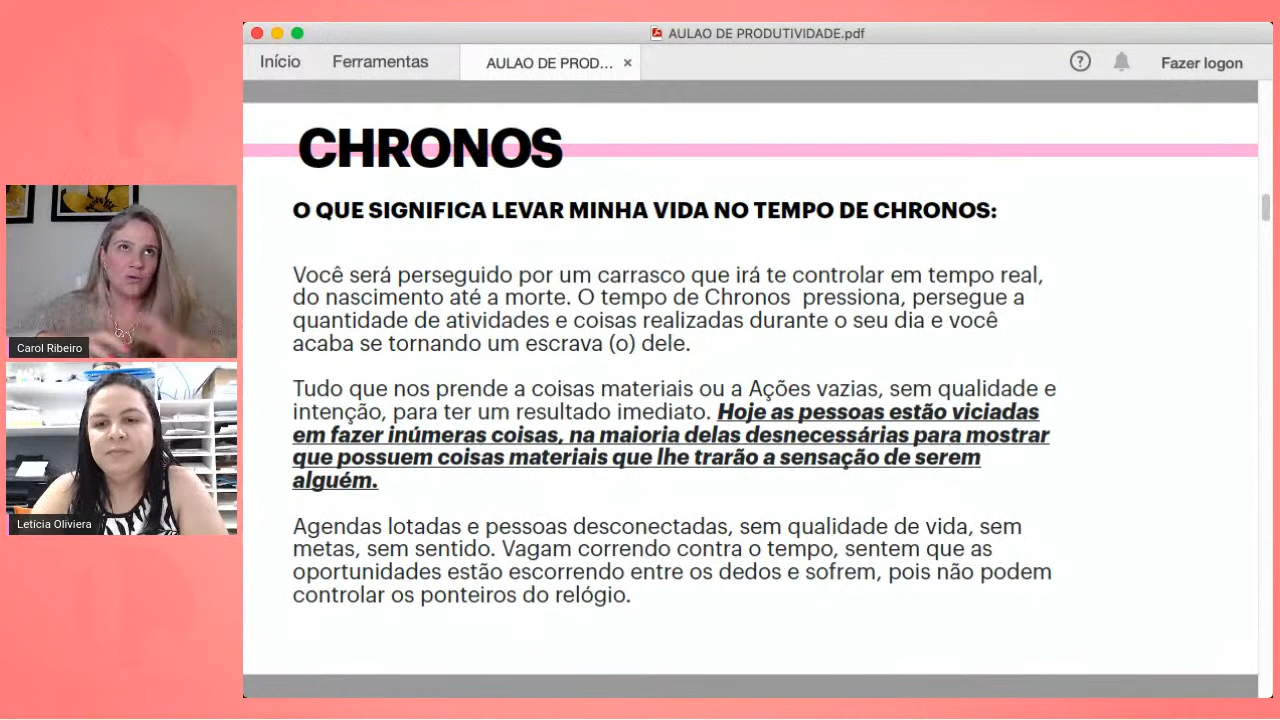 AULAO DE PRODUTIVIDADE.pdf
Início Ferramentas AULAO DE PROD... × ? Fazer logon
CHRONOS
O QUE SIGNIFICA LEVAR MINHA VIDA NO TEMPO DE CHRONOS:
Você será perseguido por um carrasco que irá te controlar em tempo real,
do nascimento até a morte. O tempo de Chronos pressiona, persegue a
quantidade de atividades e coisas realizadas durante o seu dia e você
acaba se tornando um escrava (o) dele.
Tudo que nos prende a coisas materiais ou a Ações vazias, sem qualidade e
intenção, para ter um resultado imediato. Hoje as pessoas estão viciadas
em fazer inúmeras coisas, na maioria delas desnecessárias para mostrar
que possuem coisas materiais que lhe trarão a sensação de serem
alguém.
Agendas lotadas e pessoas desconectadas, sem qualidade de vida, sem
metas, sem sentido. Vagam correndo contra o tempo, sentem que as
oportunidades estão escorrendo entre os dedos e sofrem, pois não podem
controlar os ponteiros do relógio.
Carol Ribeiro
Letícia Oliviera